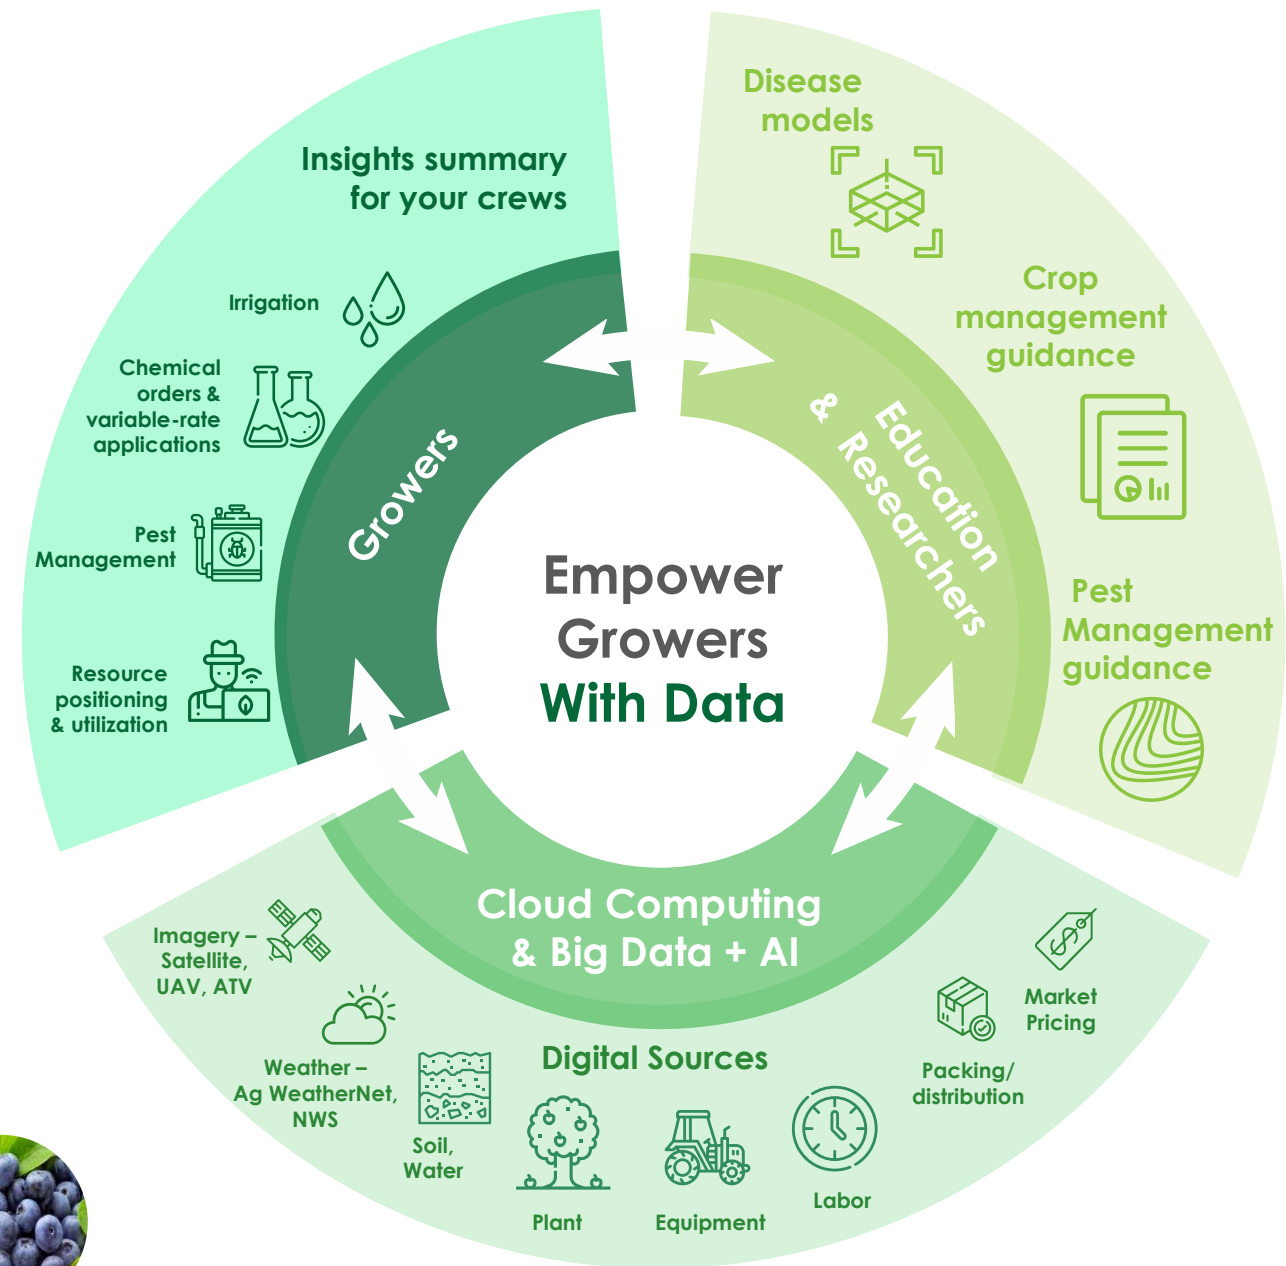 Insights summary
for your crews
Irrigation
Chemical
orders &
variable-rate
applications
Pest
Management
Resource
positioning
& utilization
Growers
Disease
models
Crop
management
guidance
Pest
Management
guidance
Education
& Researchers
Empower
Growers
With Data
Cloud Computing
& Big Data + AI
Digital Sources
Imagery –
Satellite,
UAV, ATV
Weather –
Ag WeatherNet,
NWS
Soil,
Water
Plant
Equipment
Labor
Packing/
distribution
Market
Pricing